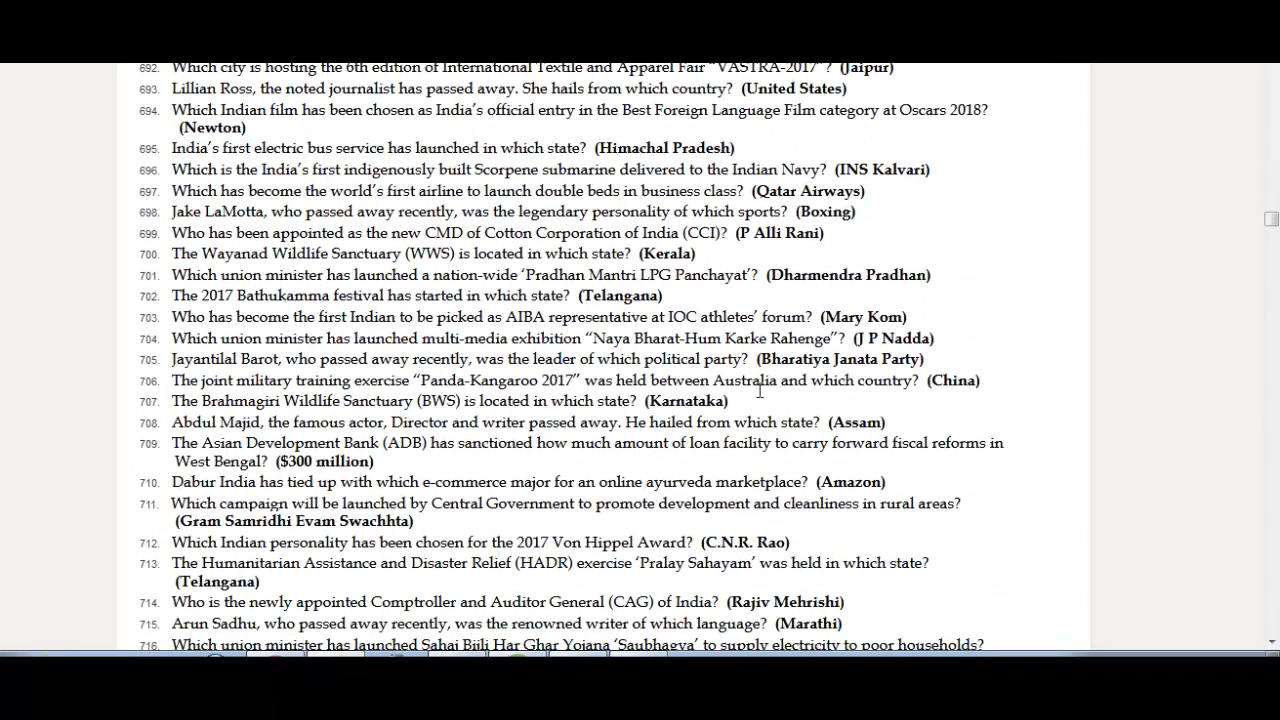 692. Which city is hosting the 6th edition of International Textile and Apparel Fair "VASTRA-2017"? (Jaipur)
693. Lillian Ross, the noted journalist has passed away. She hails from which country? (United States)
694. Which Indian film has been chosen as India's official entry in the Best Foreign Language Film category at Oscars 2018?
(Newton)
695. India's first electric bus service has launched in which state? (Himachal Pradesh)
696. Which is the India's first indigenously built Scorpene submarine delivered to the Indian Navy? (INS Kalvari)
697. Which has become the world's first airline to launch double beds in business class? (Qatar Airways)
698. Jake LaMotta, who passed away recently, was the legendary personality of which sports? (Boxing)
699. Who has been appointed as the new CMD of Cotton Corporation of India (CCI)? (P Alli Rani)
700. The Wayanad Wildlife Sanctuary (WWS) is located in which state? (Kerala)
701. Which union minister has launched a nation-wide 'Pradhan Mantri LPG Panchayat'? (Dharmendra Pradhan)
702. The 2017 Bathukamma festival has started in which state? (Telangana)
703. Who has become the first Indian to be picked as AIBA representative at IOC athletes' forum? (Mary Kom)
704. Which union minister has launched multi-media exhibition "Naya Bharat-Hum Karke Rahenge"? (J P Nadda)
705. Jayantilal Barot, who passed away recently, was the leader of which political party? (Bharatiya Janata Party)
706. The joint military training exercise "Panda-Kangaroo 2017" was held between Australia and which country? (China)
707. The Brahmagiri Wildlife Sanctuary (BWS) is located in which state? (Karnataka)
708. Abdul Majid, the famous actor, Director and writer passed away. He hailed from which state? (Assam)
709. The Asian Development Bank (ADB) has sanctioned how much amount of loan facility to carry forward fiscal reforms in
West Bengal? ($300 million)
710. Dabur India has tied up with which e-commerce major for an online ayurveda marketplace? (Amazon)
711. Which campaign will be launched by Central Government to promote development and cleanliness in rural areas?
(Gram Samridhi Evam Swachhta)
712. Which Indian personality has been chosen for the 2017 Von Hippel Award? (C.N.R. Rao)
713. The Humanitarian Assistance and Disaster Relief (HADR) exercise 'Pralay Sahayam' was held in which state?
(Telangana)
714. Who is the newly appointed Comptroller and Auditor General (CAG) of India? (Rajiv Mehrishi)
715. Arun Sadhu, who passed away recently, was the renowned writer of which language? (Marathi)
716. Which union minister has launched Sahaj Bijli Har Ghar Yojana 'Saubhagya' to supply electricity to poor households?